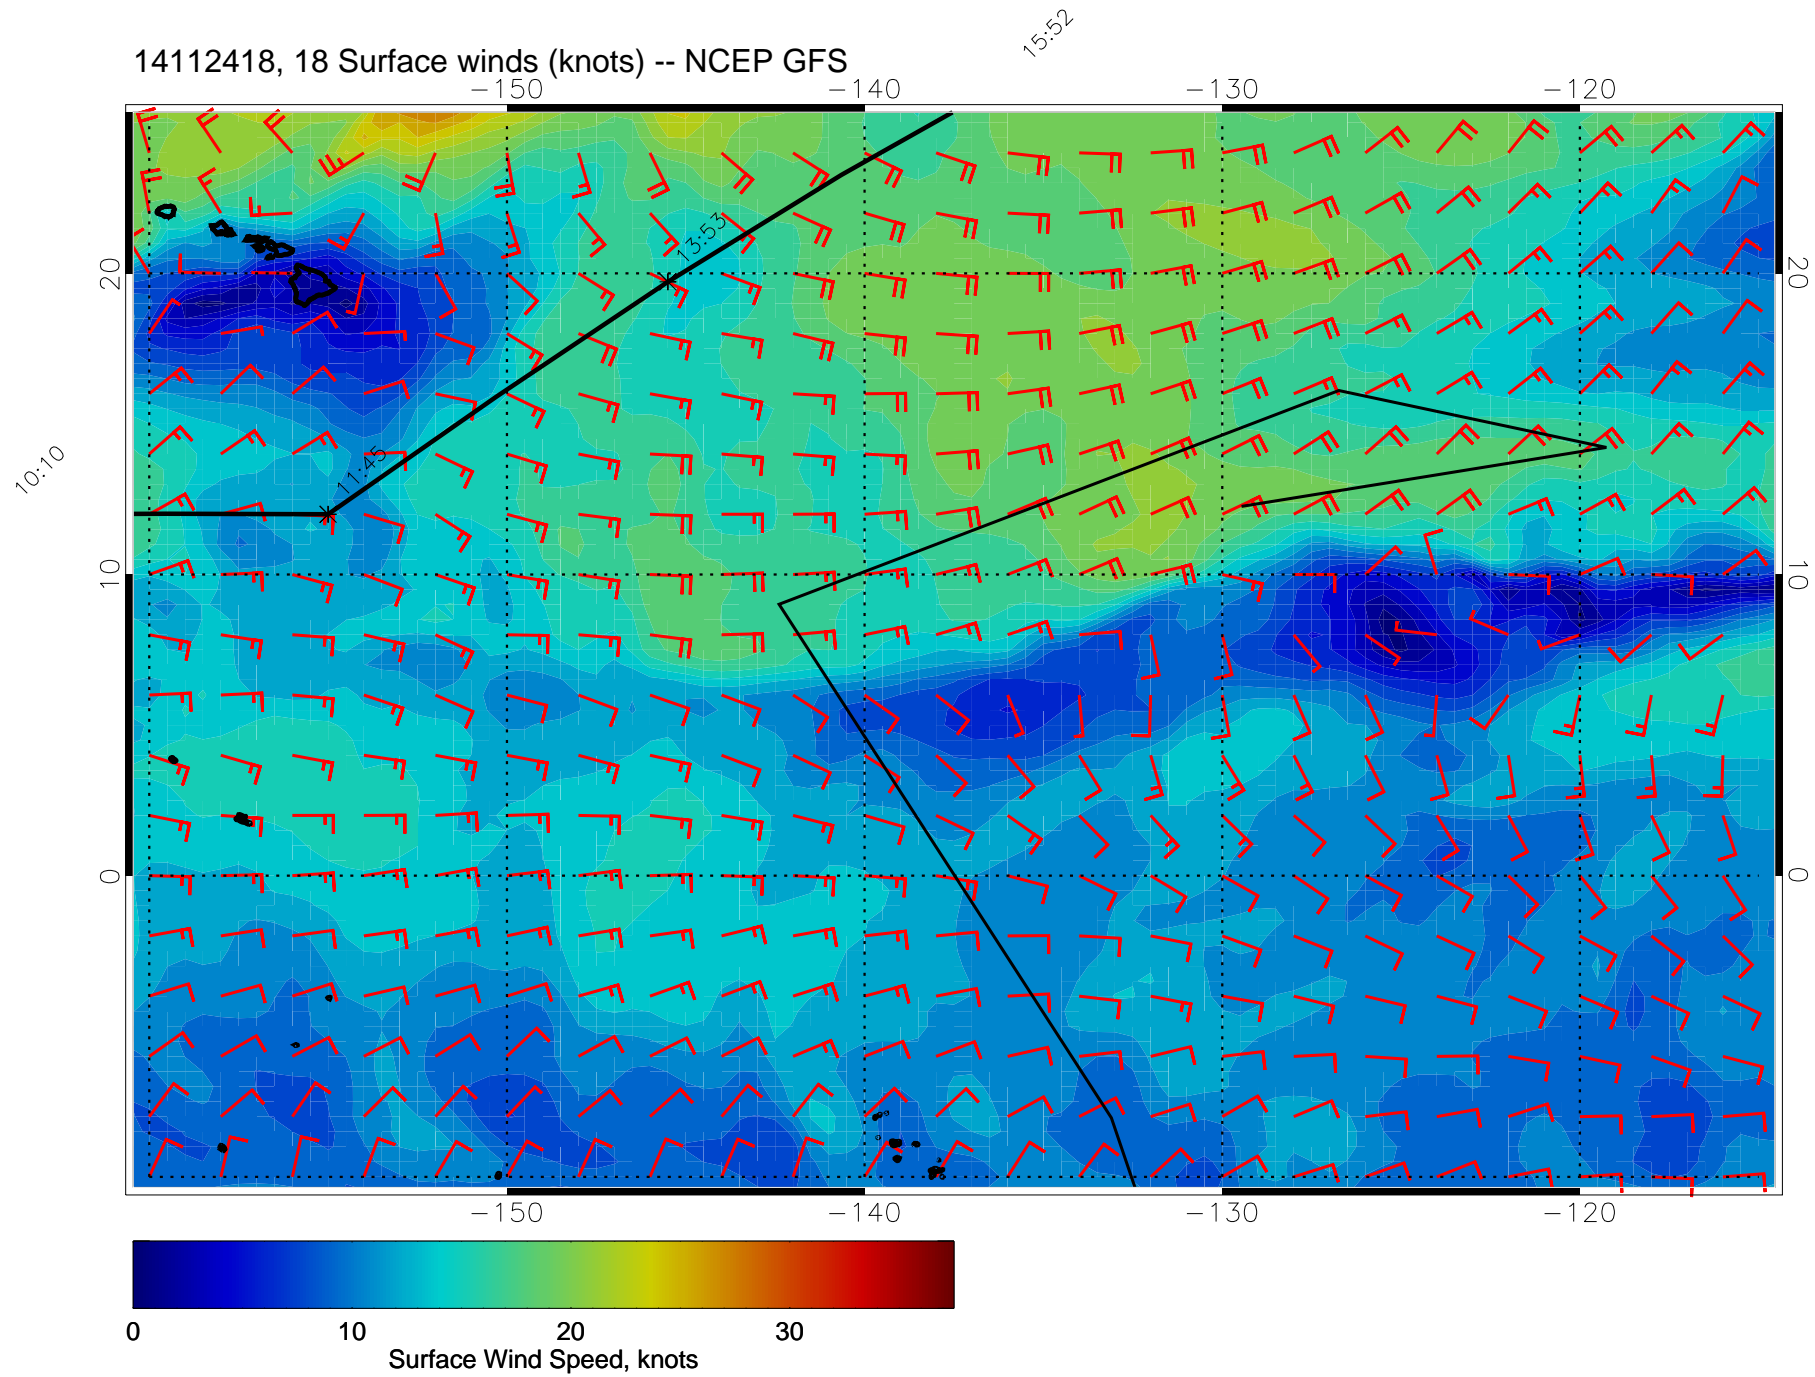 15:52
14112418, 18 Surface winds (knots) -- NCEP GFS
-150 -140 -130 -120
13:53
20 20
11:45
10:10
10 10
0 0
-150 -140 -130 -120
0 10 20 30
Surface Wind Speed, knots